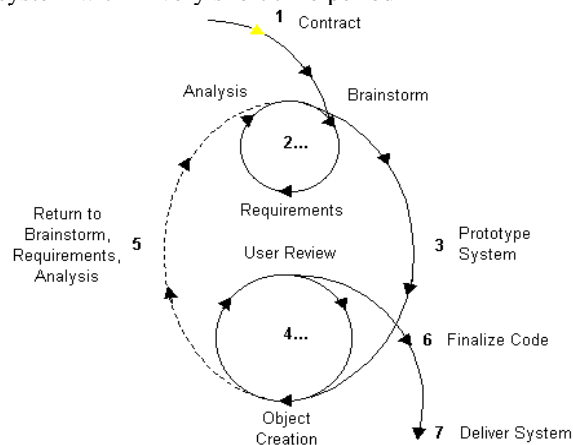 1 Contract
Analysis
Brainstorm
2...
Requirements
Return to
Brainstorm,
Requirements,
Analysis
5
User Review
3 Prototype
System
4...
6 Finalize Code
Object
Creation
7 Deliver System